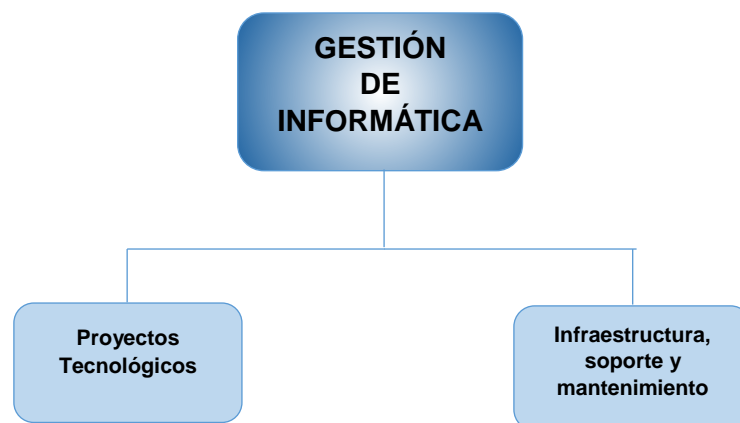 GESTIÓN
DE
INFORMÁTICA
Proyectos
Tecnológicos
Infraestructura,
soporte y
mantenimiento